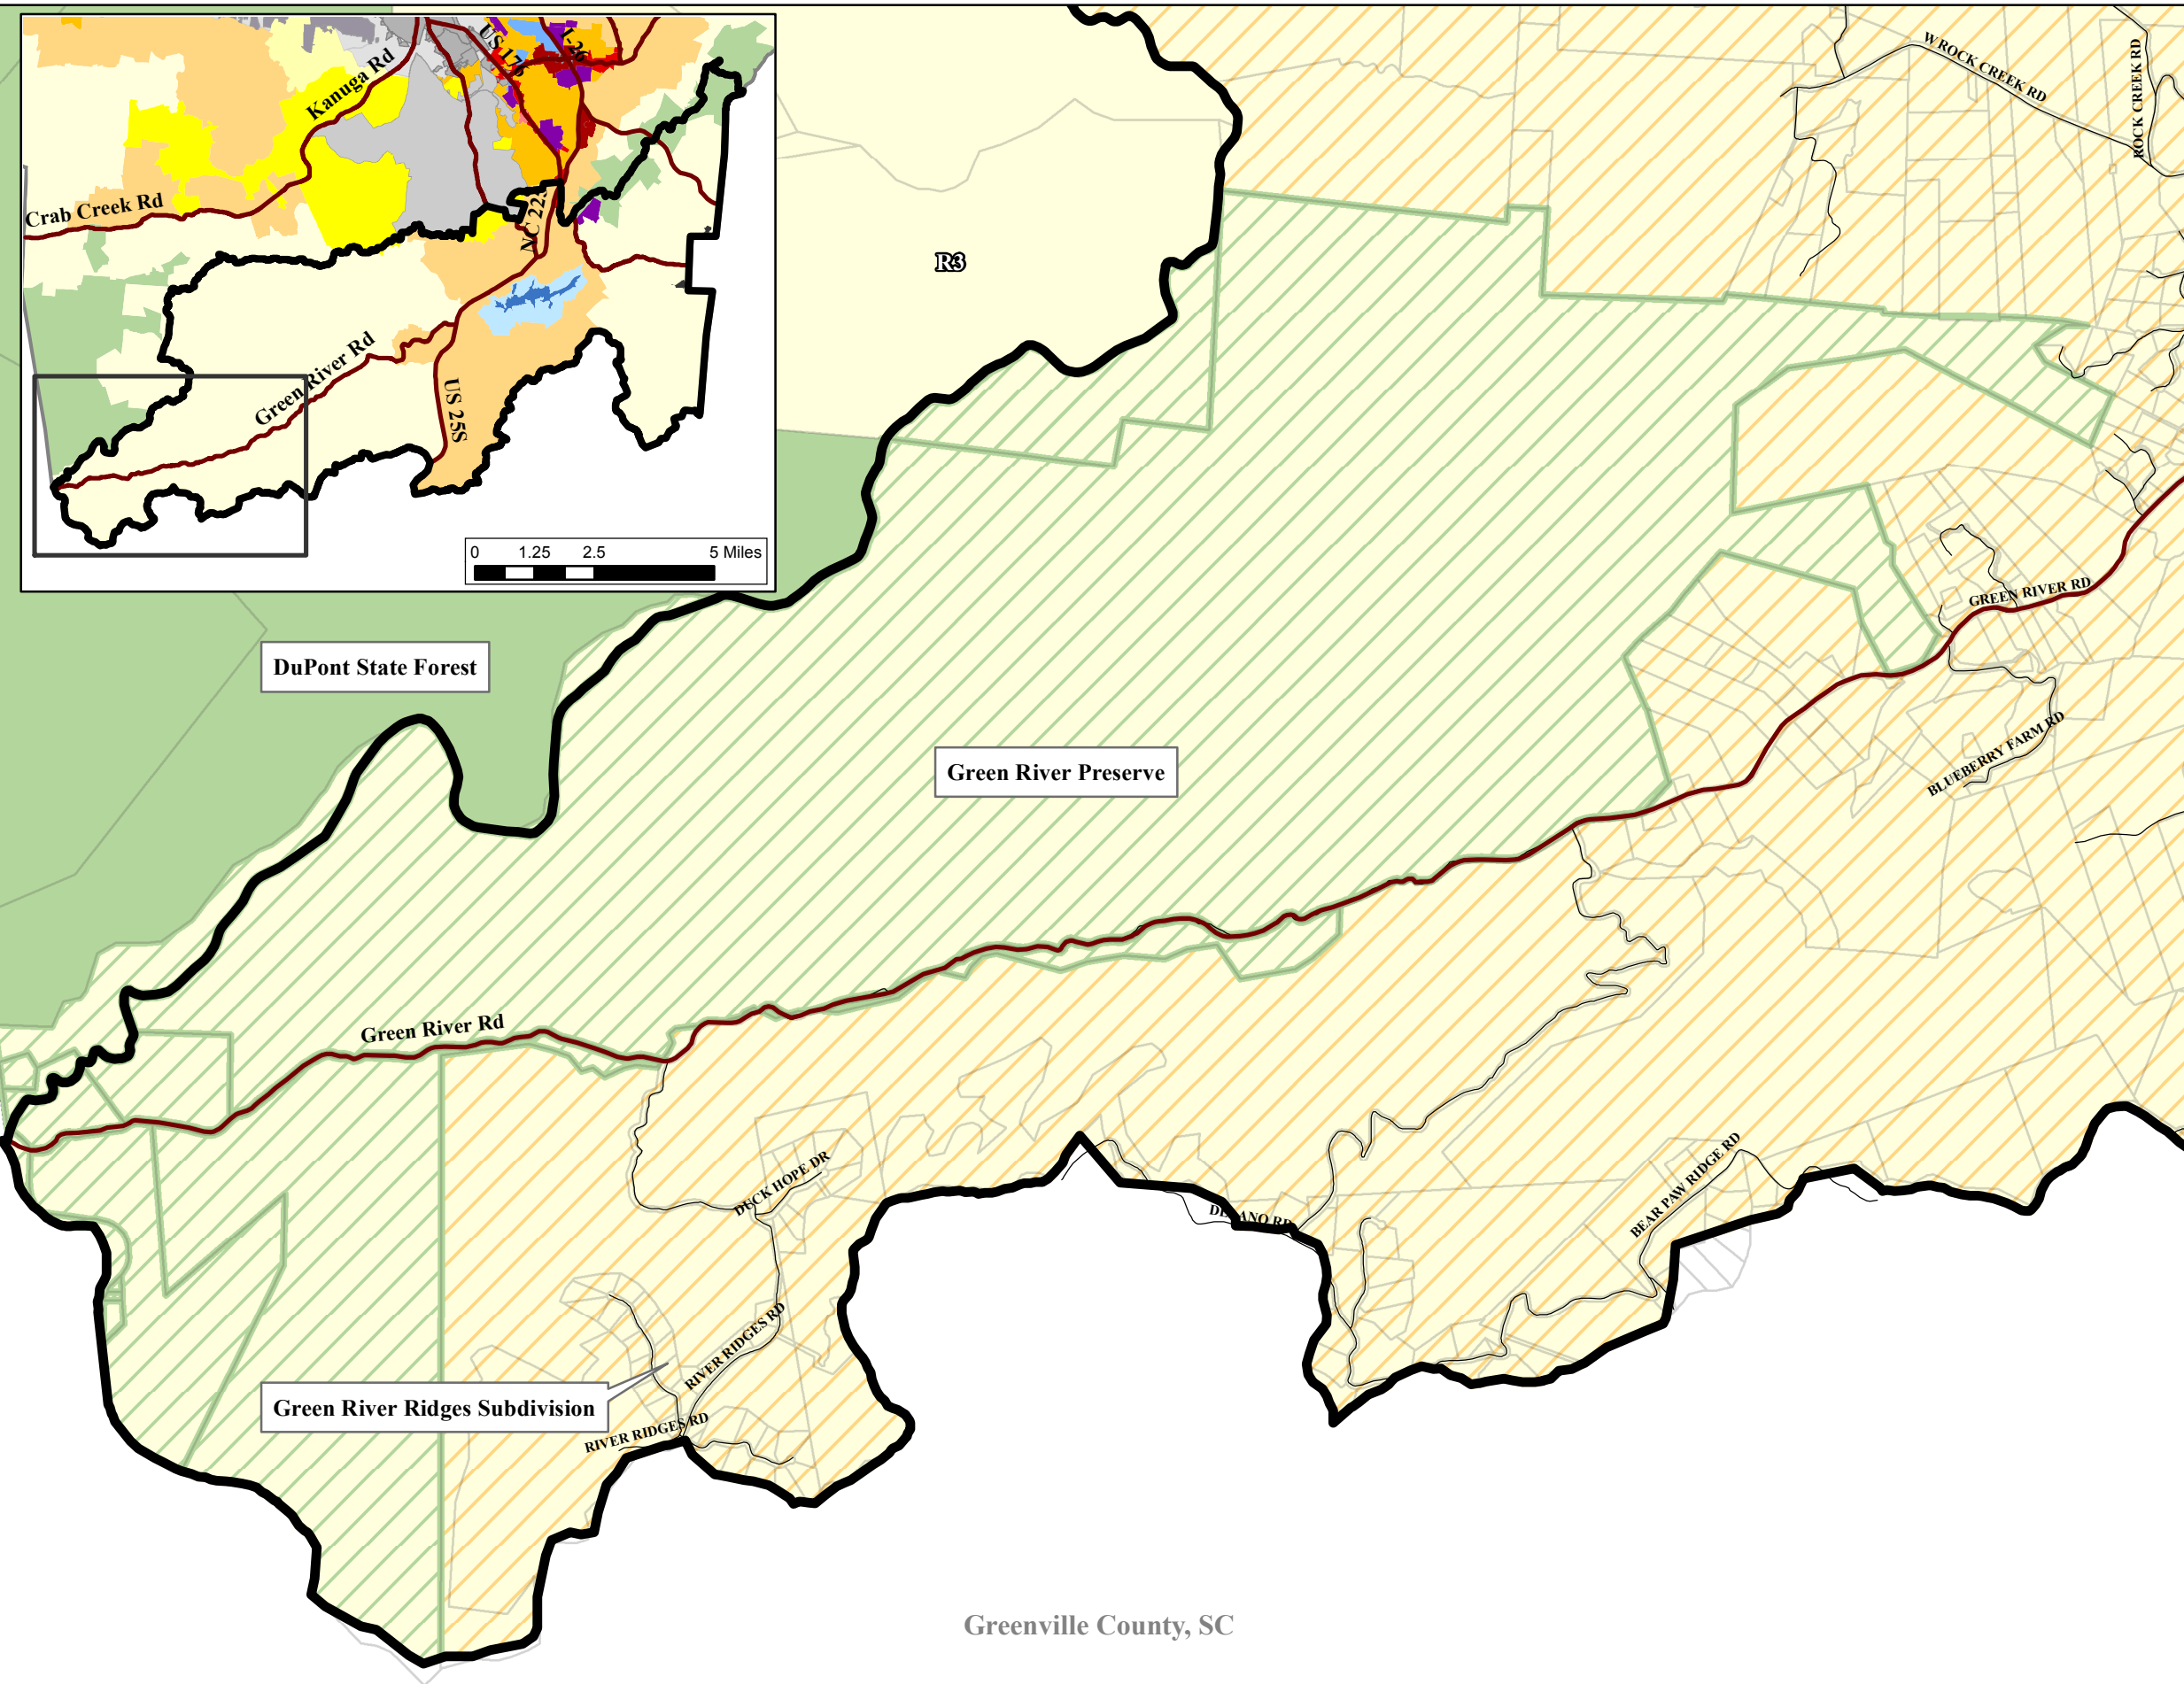 Kanuga Rd
US 176
I-26
Crab Creek Rd
NC 225
Green River Rd
US 25S
0 1.25 2.5 5 Miles
W ROCK CREEK RD
ROCK CREEK RD
R3
DuPont State Forest
GREEN RIVER RD
BLUEBERRY FARM RD
Green River Preserve
Green River Rd
DUCK HOPE DR
DELANO RD
BEAR PAW RIDGE RD
RIVER RIDGES RD
Green River Ridges Subdivision
RIVER RIDGES RD
Greenville County, SC